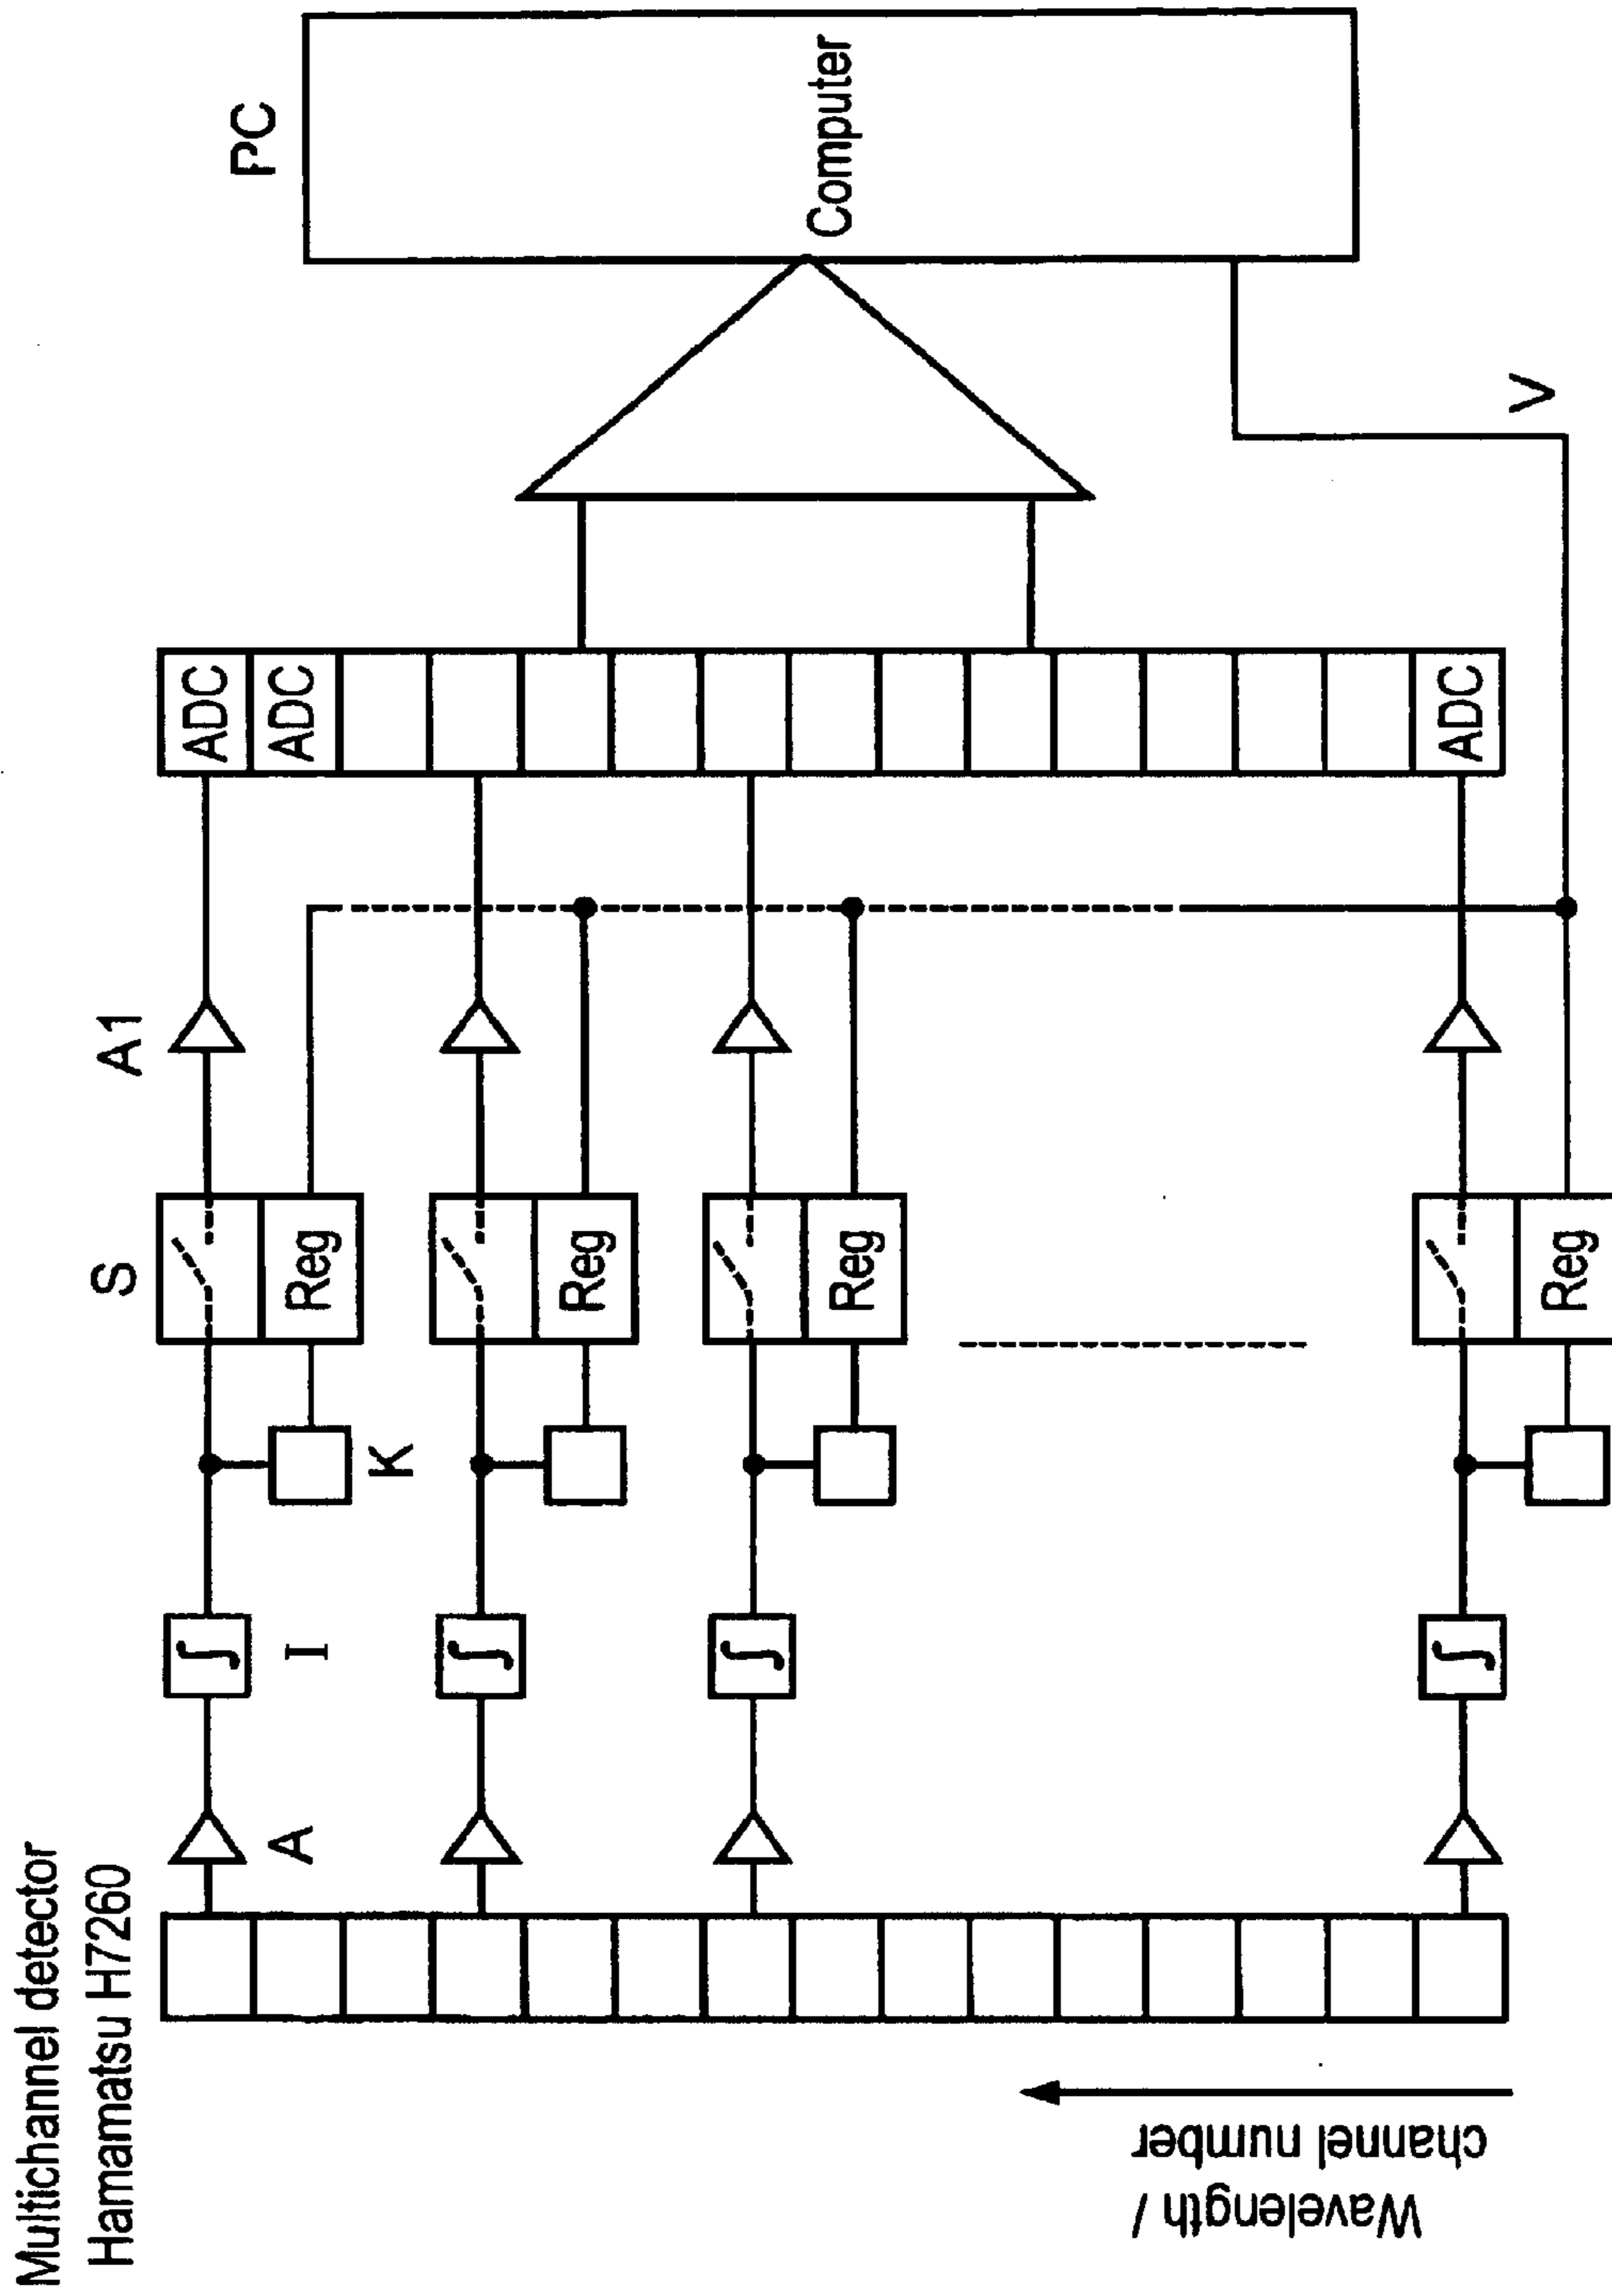 Multichannel detector
Hamamatsu H7260
Wavelength /
channel number
A
I
K
S
A1
Reg
Reg
Reg
Reg
ADC
ADC
ADC
V
PC
Computer
∫
∫
∫
∫